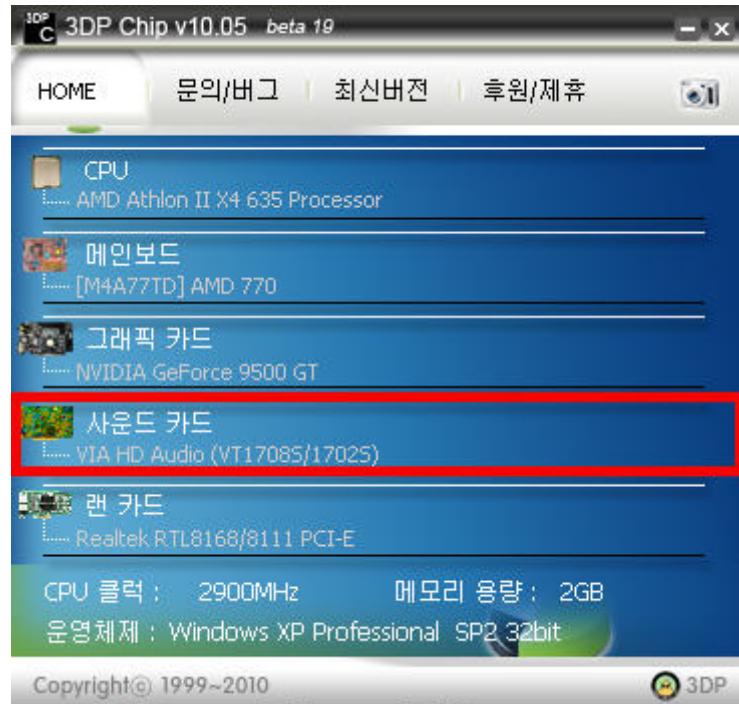 3DP C 3DP Chip v10.05 beta 19
HOME 문의/버그 최신버전 후원/제휴
CPU
AMD Athlon II X4 635 Processor
메인보드
[M4A77TD] AMD 770
그래픽 카드
NVIDIA GeForce 9500 GT
사운드 카드
VIA HD Audio (VT1708S/1702S)
랜 카드
Realtek RTL8168/8111 PCI-E
CPU 클럭 : 2900MHz 메모리 용량 : 2GB
운영체제 : Windows XP Professional SP2 32bit
Copyright© 1999~2010 3DP